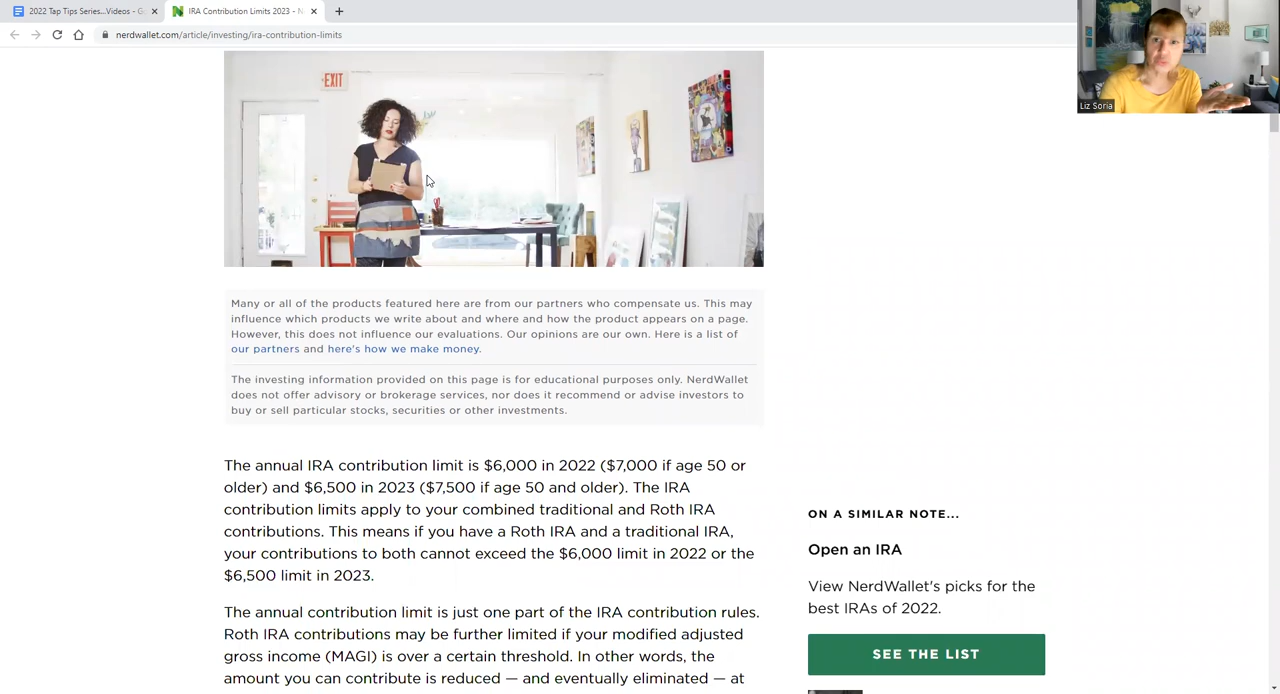 2022 Tap Tips Series...Videos - G
IRA Contribution Limits 2023 - N
nerdwallet.com/article/investing/ira-contribution-limits
Liz Soria
EXIT
Many or all of the products featured here are from our partners who compensate us. This may
influence which products we write about and where and how the product appears on a page.
However, this does not influence our evaluations. Our opinions are our own. Here is a list of
our partners and here's how we make money.
The investing information provided on this page is for educational purposes only. NerdWallet
does not offer advisory or brokerage services, nor does it recommend or advise investors to
buy or sell particular stocks, securities or other investments.
The annual IRA contribution limit is $6,000 in 2022 ($7,000 if age 50 or
older) and $6,500 in 2023 ($7,500 if age 50 and older). The IRA
contribution limits apply to your combined traditional and Roth IRA
contributions. This means if you have a Roth IRA and a traditional IRA,
your contributions to both cannot exceed the $6,000 limit in 2022 or the
$6,500 limit in 2023.
The annual contribution limit is just one part of the IRA contribution rules.
Roth IRA contributions may be further limited if your modified adjusted
gross income (MAGI) is over a certain threshold. In other words, the
amount you can contribute is reduced — and eventually eliminated — at
ON A SIMILAR NOTE...
Open an IRA
View NerdWallet's picks for the
best IRAs of 2022.
SEE THE LIST